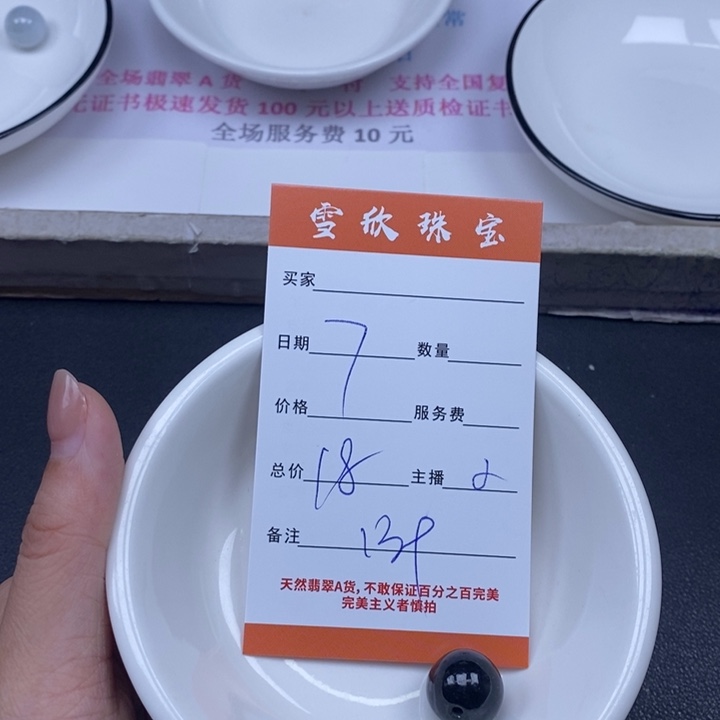 全场翡翠 A 货 付 支持全国复
证书极速发货 100 元以上送质检证书
全场服务费 10 元
雪欣珠宝
买家
日期 7 数量
价格 服务费
总价 18 主播
备注
天然翡翠A货,不敢保证百分之百完美
完美主义者慎拍